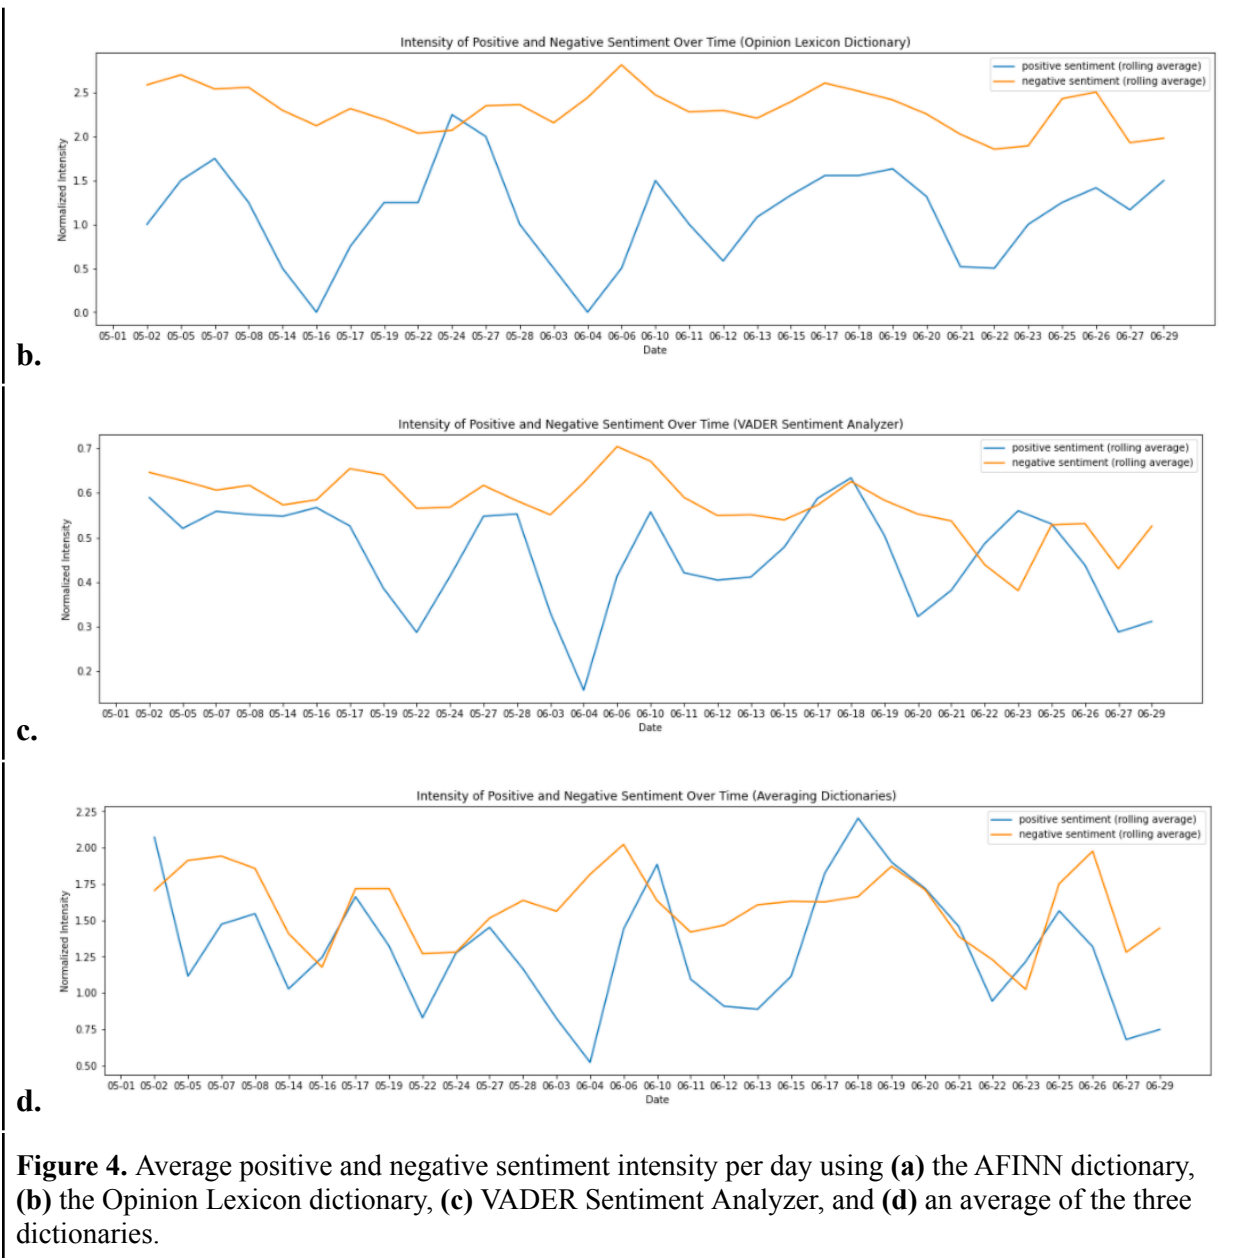 Intensity of Positive and Negative Sentiment Over Time (Opinion Lexicon Dictionary)
positive sentiment (rolling average)
negative sentiment (rolling average)
2.5
2.0
1.5
1.0
0.5
0.0
Normalized Intensity
05-01 05-02 05-05 05-07 05-08 05-14 05-16 05-17 05-19 05-22 05-24 05-27 05-28 06-03 06-04 06-06 06-10 06-11 06-12 06-13 06-15 06-17 06-18 06-19 06-20 06-21 06-22 06-23 06-25 06-26 06-27 06-29
Date
b.
Intensity of Positive and Negative Sentiment Over Time (VADER Sentiment Analyzer)
positive sentiment (rolling average)
negative sentiment (rolling average)
0.7
0.6
0.5
0.4
0.3
0.2
Normalized Intensity
05-01 05-02 05-05 05-07 05-08 05-14 05-16 05-17 05-19 05-22 05-24 05-27 05-28 06-03 06-04 06-06 06-10 06-11 06-12 06-13 06-15 06-17 06-18 06-19 06-20 06-21 06-22 06-23 06-25 06-26 06-27 06-29
Date
c.
Intensity of Positive and Negative Sentiment Over Time (Averaging Dictionaries)
positive sentiment (rolling average)
negative sentiment (rolling average)
2.25
2.00
1.75
1.50
1.25
1.00
0.75
0.50
Normalized Intensity
05-01 05-02 05-05 05-07 05-08 05-14 05-16 05-17 05-19 05-22 05-24 05-27 05-28 06-03 06-04 06-06 06-10 06-11 06-12 06-13 06-15 06-17 06-18 06-19 06-20 06-21 06-22 06-23 06-25 06-26 06-27 06-29
Date
d.
Figure 4. Average positive and negative sentiment intensity per day using (a) the AFINN dictionary,
(b) the Opinion Lexicon dictionary, (c) VADER Sentiment Analyzer, and (d) an average of the three
dictionaries.